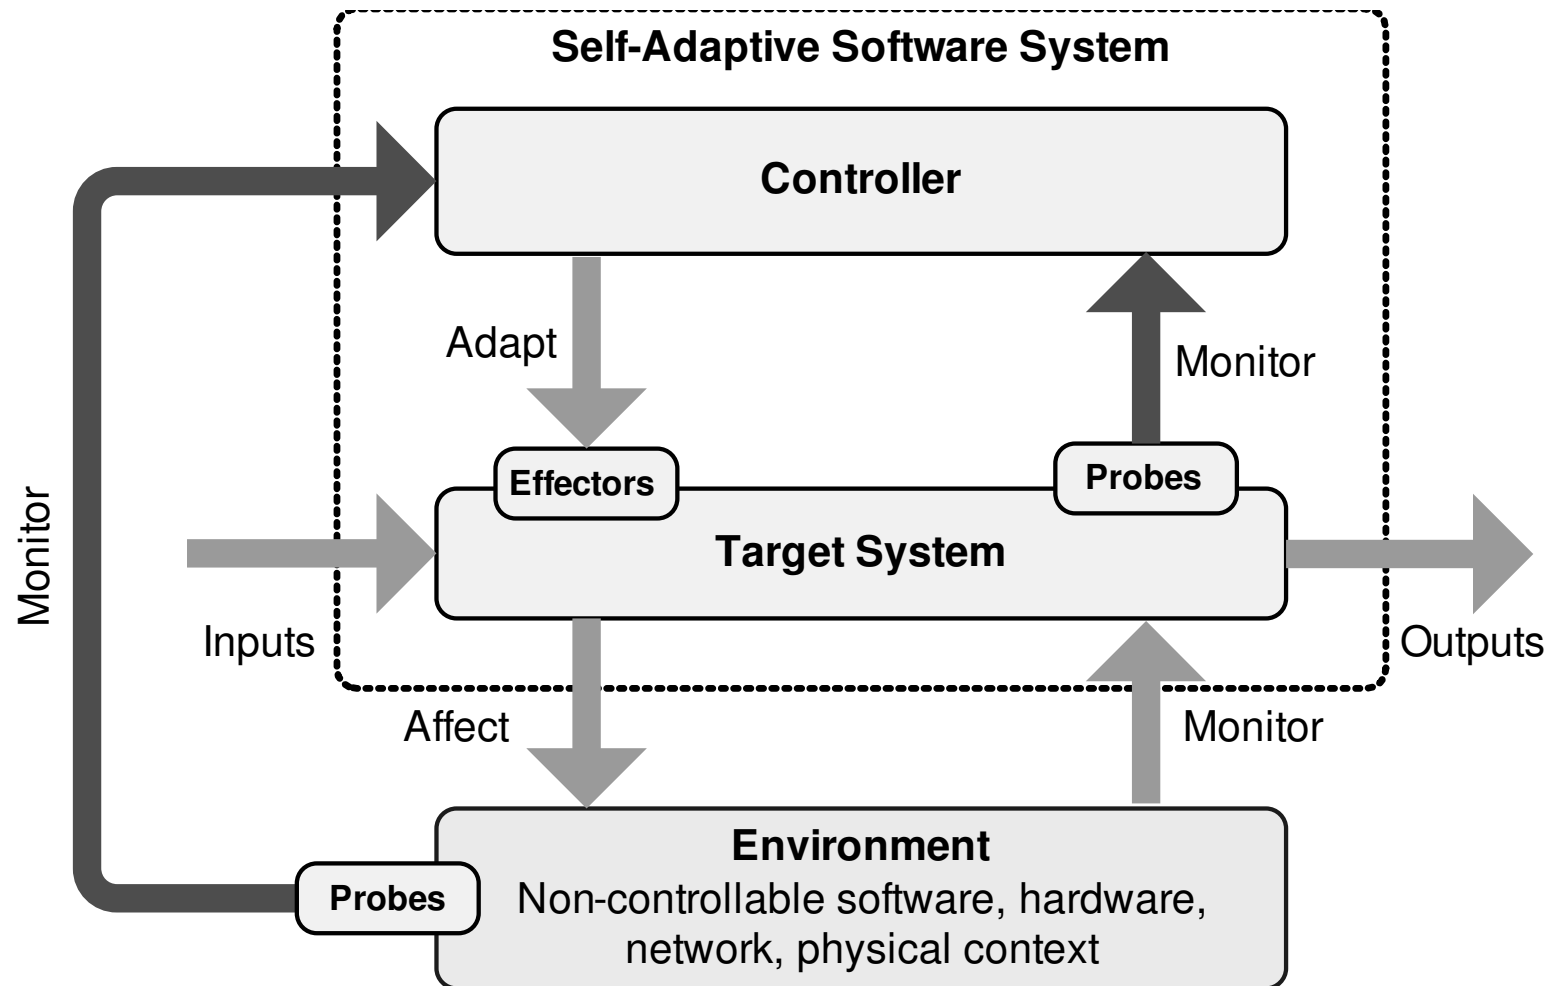 Self-Adaptive Software System
Controller
Adapt
Monitor
Monitor
Effectors
Probes
Target System
Inputs
Outputs
Affect
Monitor
Environment
Probes
Non-controllable software, hardware,
network, physical context